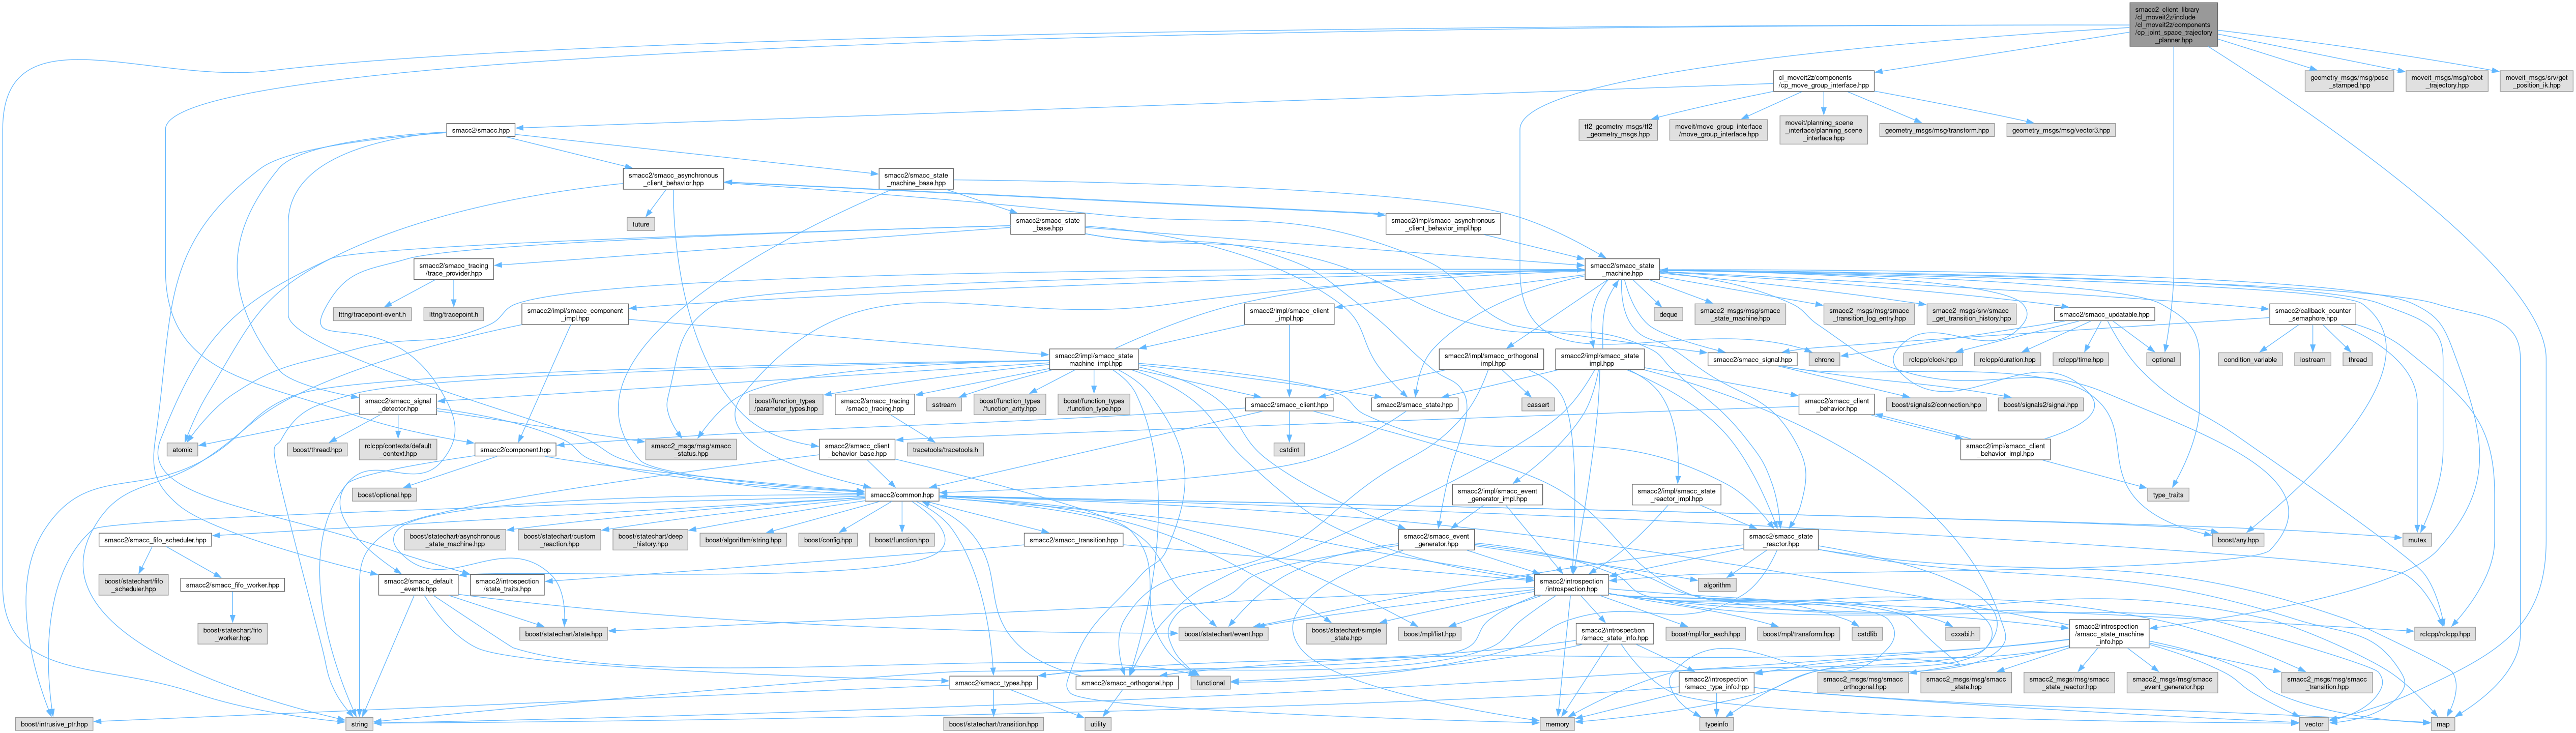 smacc2_client_library
/cl_moveit2z/include
/cl_moveit2z/components
/cp_joint_space_trajectory
_planner.hpp
cl_moveit2z/components
/cp_move_group_interface.hpp
geometry_msgs/msg/pose
_stamped.hpp
moveit_msgs/msg/robot
_trajectory.hpp
moveit_msgs/srv/get
_position_ik.hpp
smacc2/smacc.hpp
tf2_geometry_msgs/tf2
_geometry_msgs.hpp
moveit/move_group_interface
/move_group_interface.hpp
moveit/planning_scene
_interface/planning_scene
_interface.hpp
geometry_msgs/msg/transform.hpp
geometry_msgs/msg/vector3.hpp
smacc2/smacc_asynchronous
_client_behavior.hpp
smacc2/smacc_state
_machine_base.hpp
future
smacc2/smacc_state
_base.hpp
smacc2/impl/smacc_asynchronous
_client_behavior_impl.hpp
smacc2/smacc_tracing
/trace_provider.hpp
smacc2/smacc_state
_machine.hpp
lttng/tracepoint-event.h
lttng/tracepoint.h
smacc2/impl/smacc_component
_impl.hpp
smacc2/impl/smacc_client
_impl.hpp
deque
smacc2_msgs/msg/smacc
_state_machine.hpp
smacc2_msgs/msg/smacc
_transition_log_entry.hpp
smacc2_msgs/srv/smacc
_get_transition_history.hpp
smacc2/smacc_updatable.hpp
smacc2/callback_counter
_semaphore.hpp
smacc2/impl/smacc_state
_machine_impl.hpp
smacc2/impl/smacc_orthogonal
_impl.hpp
smacc2/impl/smacc_state
_impl.hpp
chrono
smacc2/smacc_signal.hpp
rclcpp/clock.hpp
rclcpp/duration.hpp
rclcpp/time.hpp
optional
condition_variable
iostream
thread
smacc2/smacc_signal
_detector.hpp
boost/function_types
/parameter_types.hpp
smacc2/smacc_tracing
/smacc_tracing.hpp
sstream
boost/function_types
/function_arity.hpp
boost/function_types
/function_type.hpp
smacc2/smacc_client.hpp
smacc2/smacc_state.hpp
cassert
smacc2/smacc_client
_behavior.hpp
boost/signals2/connection.hpp
boost/signals2/signal.hpp
atomic
boost/thread.hpp
rclcpp/contexts/default
_context.hpp
smacc2/component.hpp
smacc2_msgs/msg/smacc
_status.hpp
smacc2/smacc_client
_behavior_base.hpp
tracetools/tracetools.h
cstdint
smacc2/impl/smacc_client
_behavior_impl.hpp
boost/optional.hpp
smacc2/common.hpp
smacc2/impl/smacc_event
_generator_impl.hpp
smacc2/impl/smacc_state
_reactor_impl.hpp
type_traits
smacc2/smacc_fifo_scheduler.hpp
boost/statechart/asynchronous
_state_machine.hpp
boost/statechart/custom
_reaction.hpp
boost/statechart/deep
_history.hpp
boost/algorithm/string.hpp
boost/config.hpp
boost/function.hpp
smacc2/smacc_transition.hpp
smacc2/smacc_event
_generator.hpp
smacc2/smacc_state
_reactor.hpp
boost/any.hpp
mutex
boost/statechart/fifo
_scheduler.hpp
smacc2/smacc_fifo_worker.hpp
smacc2/smacc_default
_events.hpp
smacc2/introspection
/state_traits.hpp
smacc2/introspection
/introspection.hpp
algorithm
boost/statechart/fifo
_worker.hpp
boost/statechart/state.hpp
boost/statechart/event.hpp
boost/statechart/simple
_state.hpp
boost/mpl/list.hpp
smacc2/introspection
/smacc_state_info.hpp
boost/mpl/for_each.hpp
boost/mpl/transform.hpp
cstdlib
cxxabi.h
smacc2/introspection
/smacc_state_machine
_info.hpp
rclcpp/rclcpp.hpp
smacc2/smacc_types.hpp
smacc2/smacc_orthogonal.hpp
functional
smacc2/introspection
/smacc_type_info.hpp
smacc2_msgs/msg/smacc
_orthogonal.hpp
smacc2_msgs/msg/smacc
_state.hpp
smacc2_msgs/msg/smacc
_state_reactor.hpp
smacc2_msgs/msg/smacc
_event_generator.hpp
smacc2_msgs/msg/smacc
_transition.hpp
boost/intrusive_ptr.hpp
string
boost/statechart/transition.hpp
utility
memory
typeinfo
vector
map